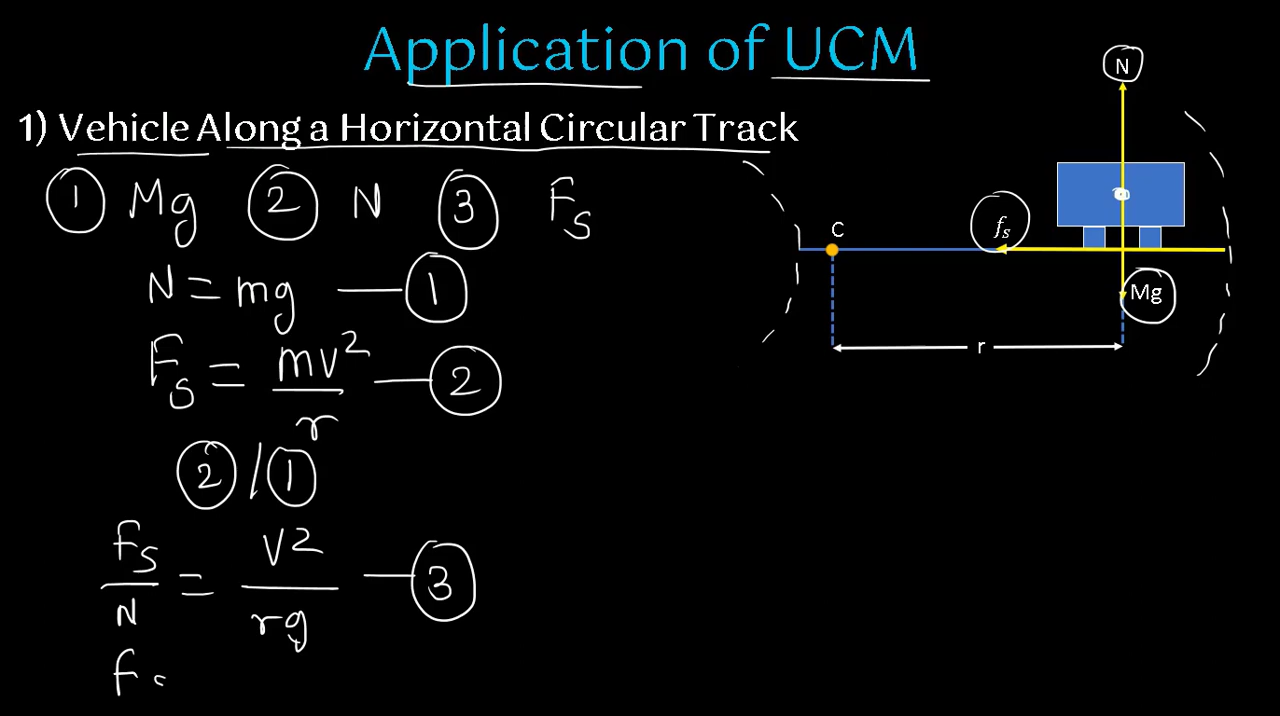 Application of UCM
1) Vehicle Along a Horizontal Circular Track
① Mg ② N ③ Fs
N = mg — ①
Fs = mv²/r — ②
② / ①
Fs/N = v²/rg — ③
F
N
C
fs
Mg
r